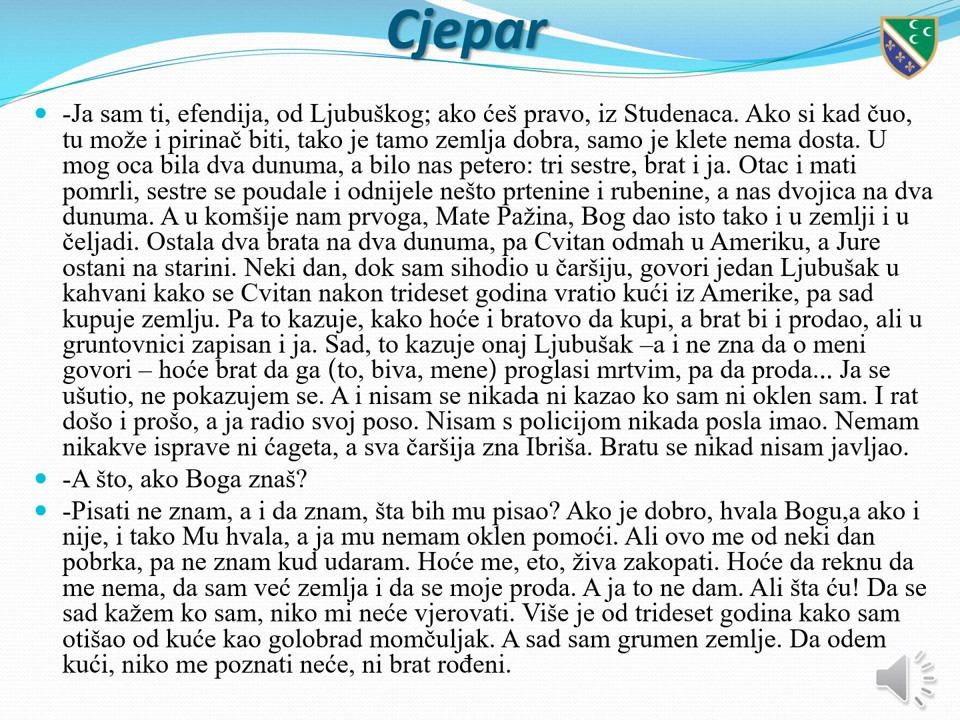 Cjepar
-Ja sam ti, efendija, od Ljubuškog; ako ćeš pravo, iz Studenaca. Ako si kad čuo,
tu može i pirinač biti, tako je tamo zemlja dobra, samo je klete nema dosta. U
mog oca bila dva dunuma, a bilo nas petero: tri sestre, brat i ja. Otac i mati
pomrli, sestre se poudale i odnijele nešto prtenine i rubenine, a nas dvojica na dva
dunuma. A u komšije nam prvoga, Mate Pažina, Bog dao isto tako i u zemlji i u
čeljadi. Ostala dva brata na dva dunuma, pa Cvitan odmah u Ameriku, a Jure
ostani na starini. Neki dan, dok sam sihodio u čaršiju, govori jedan Ljubušak u
kahvani kako se Cvitan nakon trideset godina vratio kući iz Amerike, pa sad
kupuje zemlju. Pa to kazuje, kako hoće i bratovo da kupi, a brat bi i prodao, ali u
gruntovnici zapisan i ja. Sad, to kazuje onaj Ljubušak –a i ne zna da o meni
govori – hoće brat da ga (to, biva, mene) proglasi mrtvim, pa da proda... Ja se
ušutio, ne pokazujem se. A i nisam se nikada ni kazao ko sam ni oklen sam. I rat
došo i prošo, a ja radio svoj poso. Nisam s policijom nikada posla imao. Nemam
nikakve isprave ni ćageta, a sva čaršija zna Ibriša. Bratu se nikad nisam javljao.
-A što, ako Boga znaš?
-Pisati ne znam, a i da znam, šta bih mu pisao? Ako je dobro, hvala Bogu,a ako i
nije, i tako Mu hvala, a ja mu nemam oklen pomoći. Ali ovo me od neki dan
pobrka, pa ne znam kud udaram. Hoće me, eto, živa zakopati. Hoće da reknu da
me nema, da sam već zemlja i da se moje proda. A ja to ne dam. Ali šta ću! Da se
sad kažem ko sam, niko mi neće vjerovati. Više je od trideset godina kako sam
otišao od kuće kao golobrad momčuljak. A sad sam grumen zemlje. Da odem
kući, niko me poznati neće, ni brat rođeni.